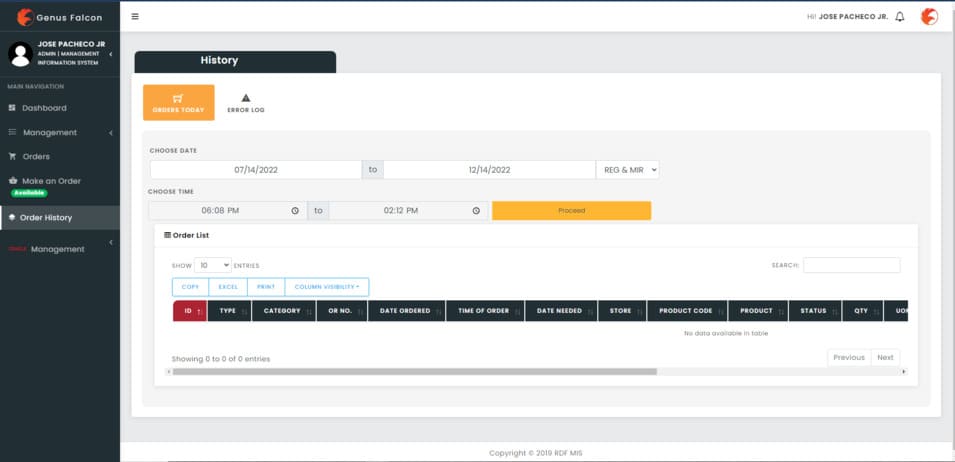 Genus Falcon
Hi! JOSE PACHECO JR.
JOSE PACHECO JR
ADMIN | MANAGEMENT
INFORMATION SYSTEM
MAIN NAVIGATION
Dashboard
Management
Orders
Make an Order
Available
Order History
ORACLE Management
History
ORDERS TODAY
ERROR LOG
CHOOSE DATE
07/14/2022 to 12/14/2022 REG & MIR
CHOOSE TIME
06:08 PM to 02:12 PM Proceed
Order List
SHOW 10 ENTRIES
SEARCH:
COPY EXCEL PRINT COLUMN VISIBILITY
ID TYPE CATEGORY OR NO. DATE ORDERED TIME OF ORDER DATE NEEDED STORE PRODUCT CODE PRODUCT STATUS QTY UOM
No data available in table
Showing 0 to 0 of 0 entries
Previous Next
Copyright © 2019 RDF MIS